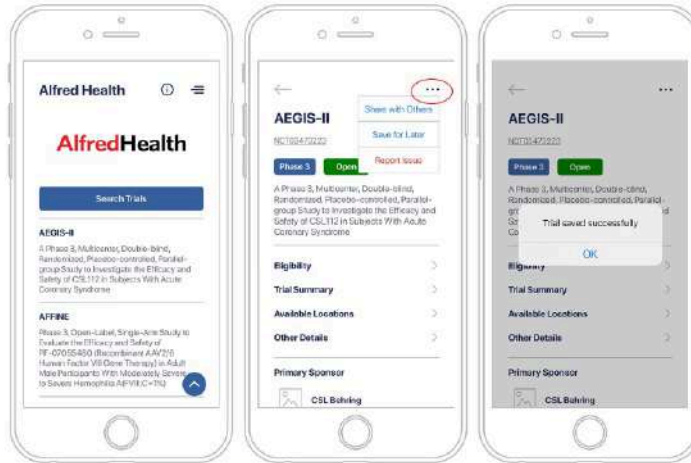 Alfred Health
AlfredHealth
Search Trials
AEGIS-II
A Phase 3, Multicenter, Double-blind,
Randomized, Placebo-controlled, Parallel-
group Study to Investigate the Efficacy and
Safety of CSL112 in Subjects With Acute
Coronary Syndrome
AFFINE
Phase 3, Open-Label, Single-Arm Study to
Evaluate the Efficacy and Safety of
PF-07055480 (Recombinant AAV2/6
Human Factor VIII Gene Therapy) in Adult
Male Participants With Moderately Severe
to Severe Hemophilia A
AEGIS-II
Share with Others
Save for Later
Report Issue
Phase 3
Open
A Phase 3, Multicenter, Double-blind,
Randomized, Placebo-controlled, Parallel-
group Study to Investigate the Efficacy and
Safety of CSL112 in Subjects With Acute
Coronary Syndrome
Eligibility
Trial Summary
Available Locations
Other Details
Primary Sponsor
CSL Behring
AEGIS-II
Phase 3
Open
A Phase 3, Multicenter, Double-blind,
Randomized, Placebo-controlled, Parallel-
Trial saved successfully
OK
Eligibility
Trial Summary
Available Locations
Other Details
Primary Sponsor
CSL Behring